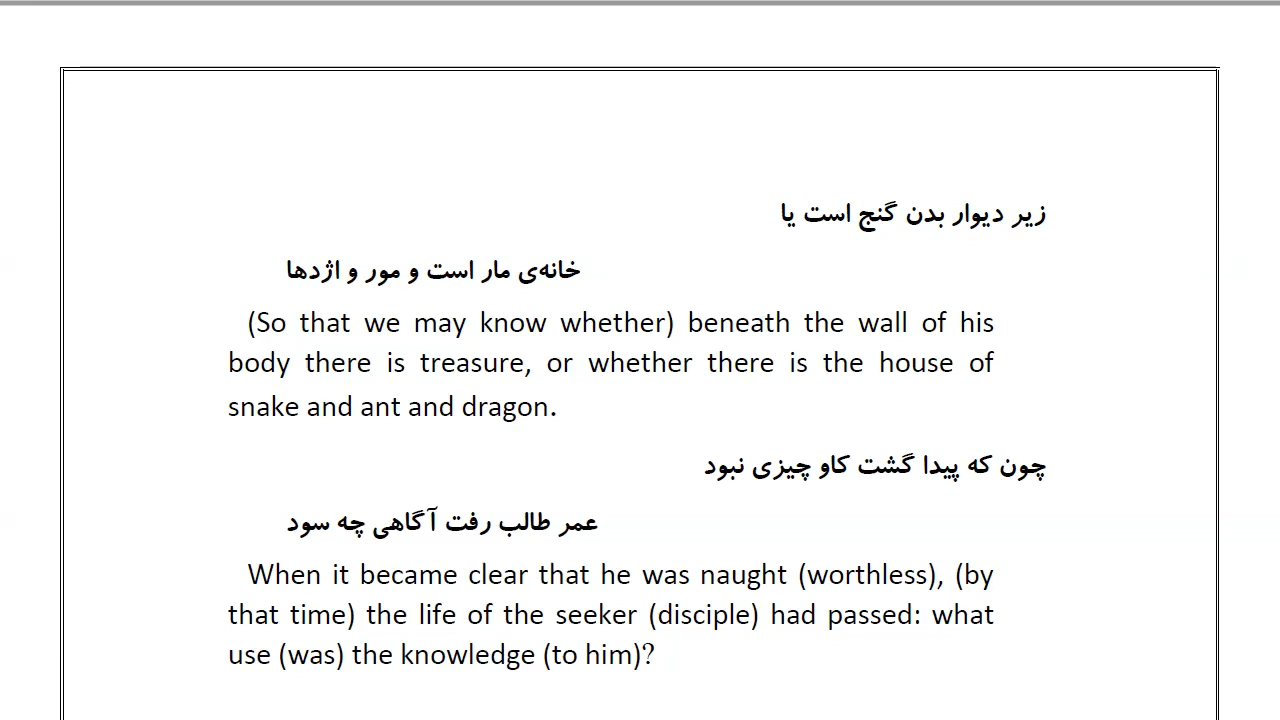 زیر دیوار بدن گنج است یا
خانه‌ی مار است و مور و اژدها
(So that we may know whether) beneath the wall of his
body there is treasure, or whether there is the house of
snake and ant and dragon.
چون که پیدا گشت کاو چیزی نبود
عمر طالب رفت آگاهی چه سود
When it became clear that he was naught (worthless), (by
that time) the life of the seeker (disciple) had passed: what
use (was) the knowledge (to him)?